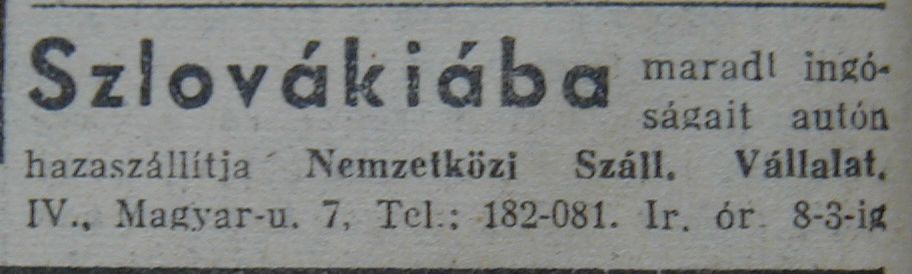 Szlovákiába maradt ingó-
ságait autón
hazaszállítja Nemzetközi Száll. Vállalat.
IV., Magyar-u. 7, Tel.: 182-081. Ir. ór. 8-3-ig